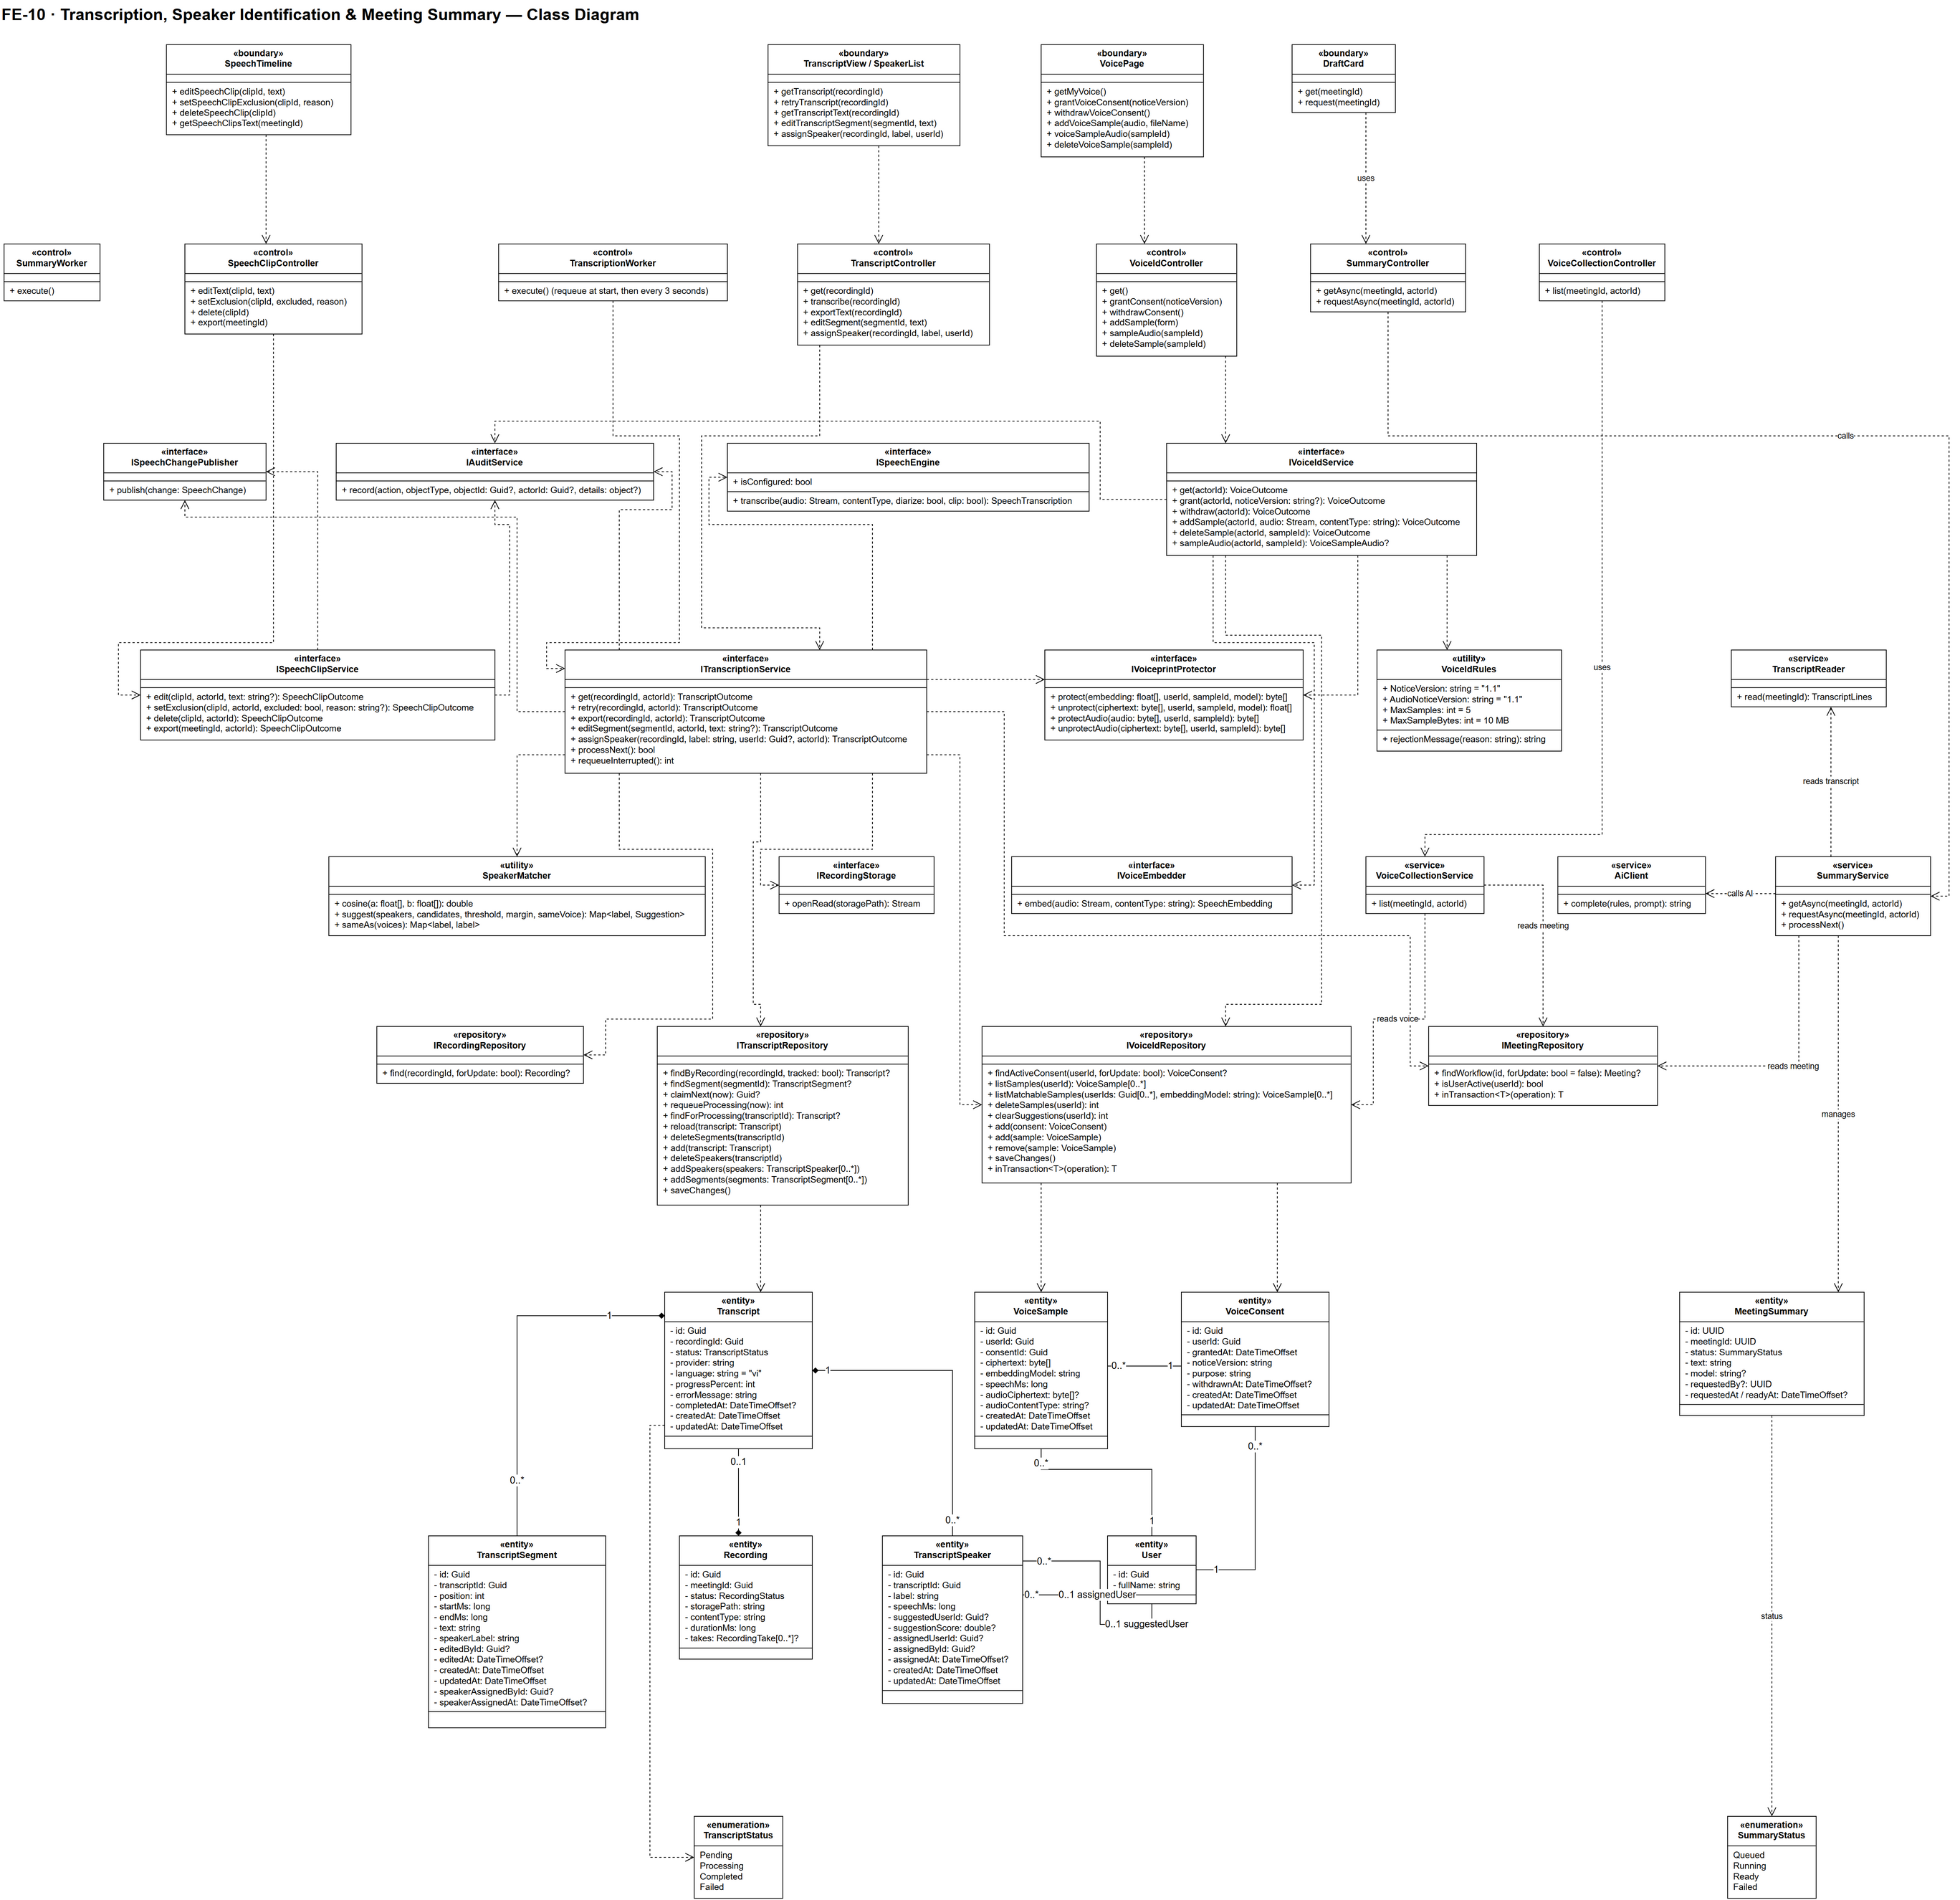 FE-10 · Transcription, Speaker Identification & Meeting Summary — Class Diagram
«boundary»
SpeechTimeline
+ editSpeechClip(clipId, text)
+ setSpeechClipExclusion(clipId, reason)
+ deleteSpeechClip(clipId)
+ getSpeechClipsText(meetingId)
«boundary»
TranscriptView / SpeakerList
+ getTranscript(recordingId)
+ retryTranscript(recordingId)
+ getTranscriptText(recordingId)
+ editTranscriptSegment(segmentId, text)
+ assignSpeaker(recordingId, label, userId)
«boundary»
VoicePage
+ getMyVoice()
+ grantVoiceConsent(noticeVersion)
+ withdrawVoiceConsent()
+ addVoiceSample(audio, fileName)
+ voiceSampleAudio(sampleId)
+ deleteVoiceSample(sampleId)
«boundary»
DraftCard
+ get(meetingId)
+ request(meetingId)
uses
«control»
SummaryWorker
+ execute()
«control»
SpeechClipController
+ editText(clipId, text)
+ setExclusion(clipId, excluded, reason)
+ delete(clipId)
+ export(meetingId)
«control»
TranscriptionWorker
+ execute() (requeue at start, then every 3 seconds)
«control»
TranscriptController
+ get(recordingId)
+ transcribe(recordingId)
+ exportText(recordingId)
+ editSegment(segmentId, text)
+ assignSpeaker(recordingId, label, userId)
«control»
VoiceIdController
+ get()
+ grantConsent(noticeVersion)
+ withdrawConsent()
+ addSample(form)
+ sampleAudio(sampleId)
+ deleteSample(sampleId)
«control»
SummaryController
+ getAsync(meetingId, actorId)
+ requestAsync(meetingId, actorId)
«control»
VoiceCollectionController
+ list(meetingId, actorId)
calls
«interface»
ISpeechChangePublisher
+ publish(change: SpeechChange)
«interface»
IAuditService
+ record(action, objectType, objectId: Guid?, actorId: Guid?, details: object?)
«interface»
ISpeechEngine
+ isConfigured: bool
+ transcribe(audio: Stream, contentType, diarize: bool, clip: bool): SpeechTranscription
«interface»
IVoiceIdService
+ get(actorId): VoiceOutcome
+ grant(actorId, noticeVersion: string?): VoiceOutcome
+ withdraw(actorId): VoiceOutcome
+ addSample(actorId, audio: Stream, contentType: string): VoiceOutcome
+ deleteSample(actorId, sampleId): VoiceOutcome
+ sampleAudio(actorId, sampleId): VoiceSampleAudio?
«interface»
ISpeechClipService
+ edit(clipId, actorId, text: string?): SpeechClipOutcome
+ setExclusion(clipId, actorId, excluded: bool, reason: string?): SpeechClipOutcome
+ delete(clipId, actorId): SpeechClipOutcome
+ export(meetingId, actorId): SpeechClipOutcome
«interface»
ITranscriptionService
+ get(recordingId, actorId): TranscriptOutcome
+ retry(recordingId, actorId): TranscriptOutcome
+ export(recordingId, actorId): TranscriptOutcome
+ editSegment(segmentId, actorId, text: string?): TranscriptOutcome
+ assignSpeaker(recordingId, label: string, userId: Guid?, actorId): TranscriptOutcome
+ processNext(): bool
+ requeueInterrupted(): int
«interface»
IVoiceprintProtector
+ protect(embedding: float[], userId, sampleId, model): byte[]
+ unprotect(ciphertext: byte[], userId, sampleId, model): float[]
+ protectAudio(audio: byte[], userId, sampleId): byte[]
+ unprotectAudio(ciphertext: byte[], userId, sampleId): byte[]
«utility»
VoiceIdRules
+ NoticeVersion: string = "1.1"
+ AudioNoticeVersion: string = "1.1"
+ MaxSamples: int = 5
+ MaxSampleBytes: int = 10 MB
+ rejectionMessage(reason: string): string
uses
«service»
TranscriptReader
+ read(meetingId): TranscriptLines
reads transcript
«utility»
SpeakerMatcher
+ cosine(a: float[], b: float[]): double
+ suggest(speakers, candidates, threshold, margin, sameVoice): Map<label, Suggestion>
+ sameAs(voices): Map<label, label>
«interface»
IRecordingStorage
+ openRead(storagePath): Stream
«interface»
IVoiceEmbedder
+ embed(audio: Stream, contentType: string): SpeechEmbedding
«service»
VoiceCollectionService
+ list(meetingId, actorId)
«service»
AiClient
+ complete(rules, prompt): string
calls AI
«service»
SummaryService
+ getAsync(meetingId, actorId)
+ requestAsync(meetingId, actorId)
+ processNext()
reads meeting
reads voice
«repository»
IRecordingRepository
+ find(recordingId, forUpdate: bool): Recording?
«repository»
ITranscriptRepository
+ findByRecording(recordingId, tracked: bool): Transcript?
+ findSegment(segmentId): TranscriptSegment?
+ claimNext(now): Guid?
+ requeueProcessing(now): int
+ findForProcessing(transcriptId): Transcript?
+ reload(transcript: Transcript)
+ deleteSegments(transcriptId)
+ add(transcript: Transcript)
+ deleteSpeakers(transcriptId)
+ addSpeakers(speakers: TranscriptSpeaker[0..*])
+ addSegments(segments: TranscriptSegment[0..*])
+ saveChanges()
«repository»
IVoiceIdRepository
+ findActiveConsent(userId, forUpdate: bool): VoiceConsent?
+ listSamples(userId): VoiceSample[0..*]
+ listMatchableSamples(userIds: Guid[0..*], embeddingModel: string): VoiceSample[0..*]
+ deleteSamples(userId): int
+ clearSuggestions(userId): int
+ add(consent: VoiceConsent)
+ add(sample: VoiceSample)
+ remove(sample: VoiceSample)
+ saveChanges()
+ inTransaction<T>(operation): T
«repository»
IMeetingRepository
+ findWorkflow(id, forUpdate: bool = false): Meeting?
+ isUserActive(userId): bool
+ inTransaction<T>(operation): T
reads meeting
manages
«entity»
Transcript
- id: Guid
- recordingId: Guid
- status: TranscriptStatus
- provider: string
- language: string = "vi"
- progressPercent: int
- errorMessage: string
- completedAt: DateTimeOffset?
- createdAt: DateTimeOffset
- updatedAt: DateTimeOffset
«entity»
VoiceSample
- id: Guid
- userId: Guid
- consentId: Guid
- ciphertext: byte[]
- embeddingModel: string
- speechMs: long
- audioCiphertext: byte[]?
- audioContentType: string?
- createdAt: DateTimeOffset
- updatedAt: DateTimeOffset
«entity»
VoiceConsent
- id: Guid
- userId: Guid
- grantedAt: DateTimeOffset
- noticeVersion: string
- purpose: string
- withdrawnAt: DateTimeOffset?
- createdAt: DateTimeOffset
- updatedAt: DateTimeOffset
«entity»
MeetingSummary
- id: UUID
- meetingId: UUID
- status: SummaryStatus
- text: string
- model: string?
- requestedBy?: UUID
- requestedAt / readyAt: DateTimeOffset?
1
1
0..*
1
0..*
0..1
0..*
0..*
1
0..*
1
«entity»
TranscriptSegment
- id: Guid
- transcriptId: Guid
- position: int
- startMs: long
- endMs: long
- text: string
- speakerLabel: string
- editedById: Guid?
- editedAt: DateTimeOffset?
- createdAt: DateTimeOffset
- updatedAt: DateTimeOffset
- speakerAssignedById: Guid?
- speakerAssignedAt: DateTimeOffset?
«entity»
Recording
- id: Guid
- meetingId: Guid
- status: RecordingStatus
- storagePath: string
- contentType: string
- durationMs: long
- takes: RecordingTake[0..*]?
«entity»
TranscriptSpeaker
- id: Guid
- transcriptId: Guid
- label: string
- speechMs: long
- suggestedUserId: Guid?
- suggestionScore: double?
- assignedUserId: Guid?
- assignedById: Guid?
- assignedAt: DateTimeOffset?
- createdAt: DateTimeOffset
- updatedAt: DateTimeOffset
«entity»
User
- id: Guid
- fullName: string
0..*
1
0..*
0..1 assignedUser
0..1 suggestedUser
status
«enumeration»
TranscriptStatus
Pending
Processing
Completed
Failed
«enumeration»
SummaryStatus
Queued
Running
Ready
Failed